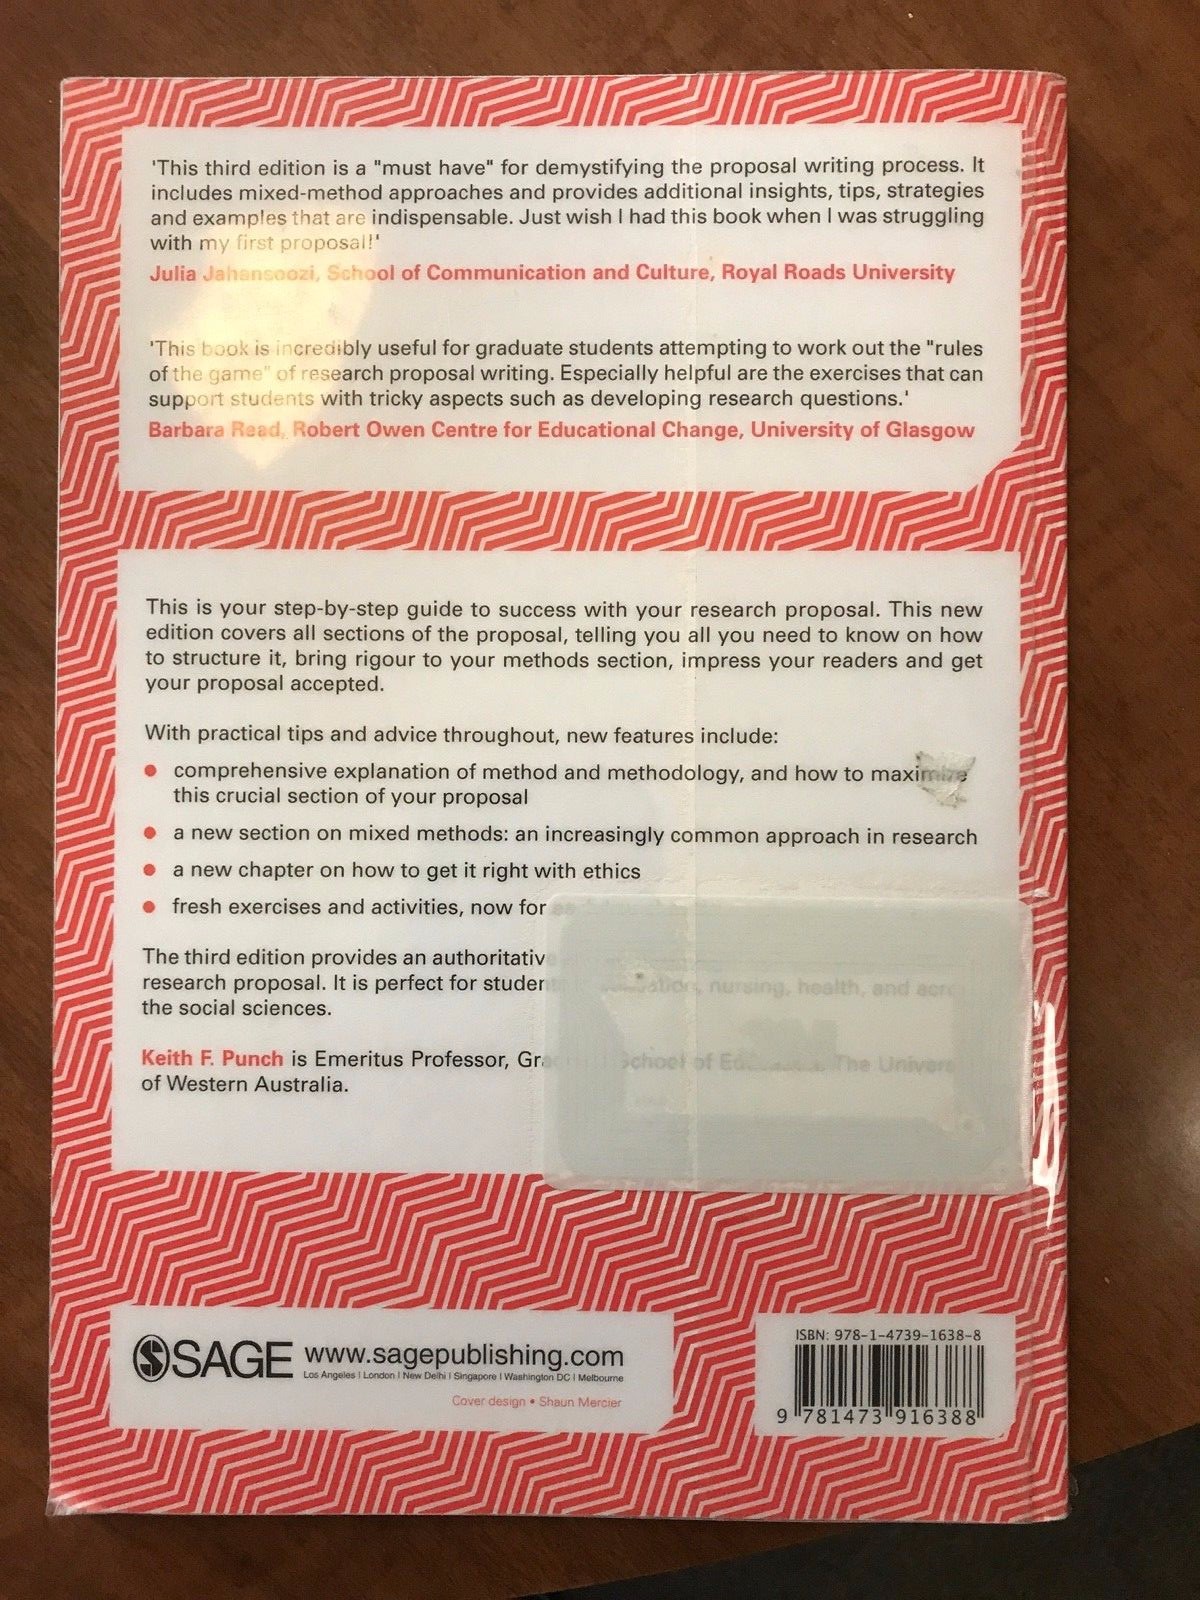 'This third edition is a "must have" for demystifying the proposal writing process. It
includes mixed-method approaches and provides additional insights, tips, strategies
and examples that are indispensable. Just wish I had this book when I was struggling
with my first proposal!'
Julia Jahansoozi, School of Communication and Culture, Royal Roads University
'This book is incredibly useful for graduate students attempting to work out the "rules
of the game" of research proposal writing. Especially helpful are the exercises that can
support students with tricky aspects such as developing research questions.'
Barbara Read, Robert Owen Centre for Educational Change, University of Glasgow
This is your step-by-step guide to success with your research proposal. This new
edition covers all sections of the proposal, telling you all you need to know on how
to structure it, bring rigour to your methods section, impress your readers and get
your proposal accepted.
With practical tips and advice throughout, new features include:
comprehensive explanation of method and methodology, and how to maximize
this crucial section of your proposal
a new section on mixed methods: an increasingly common approach in research
a new chapter on how to get it right with ethics
fresh exercises and activities, now for
The third edition provides an
research proposal. It is perfect for nursing, health, and
the social sciences.
Keith F. Punch is Emeritus Professor, School of
of Western Australia.
SAGE www.sagepublishing.com
Los Angeles | London | New Delhi | Singapore | Washington DC | Melbourne
Cover design • Shaun Mercier
ISBN: 978-1-4739-1638-8
9 781473 916388